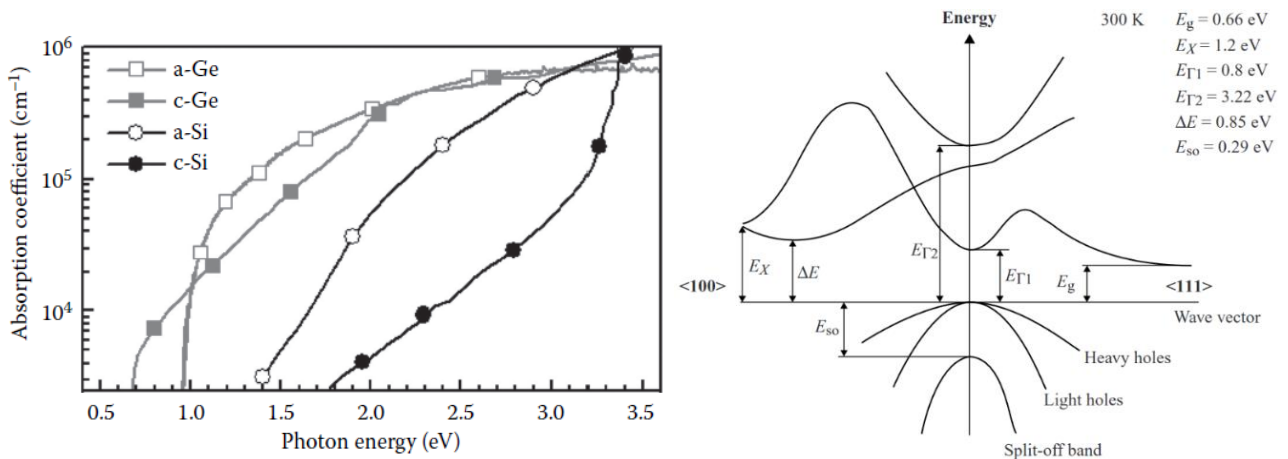 10⁶
10⁵
10⁴
Absorption coefficient (cm⁻¹)
a-Ge
c-Ge
a-Si
c-Si
0.5 1.0 1.5 2.0 2.5 3.0 3.5
Photon energy (eV)
Energy
300 K
E_g = 0.66 eV
E_X = 1.2 eV
E_Γ1 = 0.8 eV
E_Γ2 = 3.22 eV
ΔE = 0.85 eV
E_so = 0.29 eV
E_X
ΔE
E_Γ2
E_Γ1
E_g
<100>
<111>
Wave vector
E_so
Heavy holes
Light holes
Split-off band